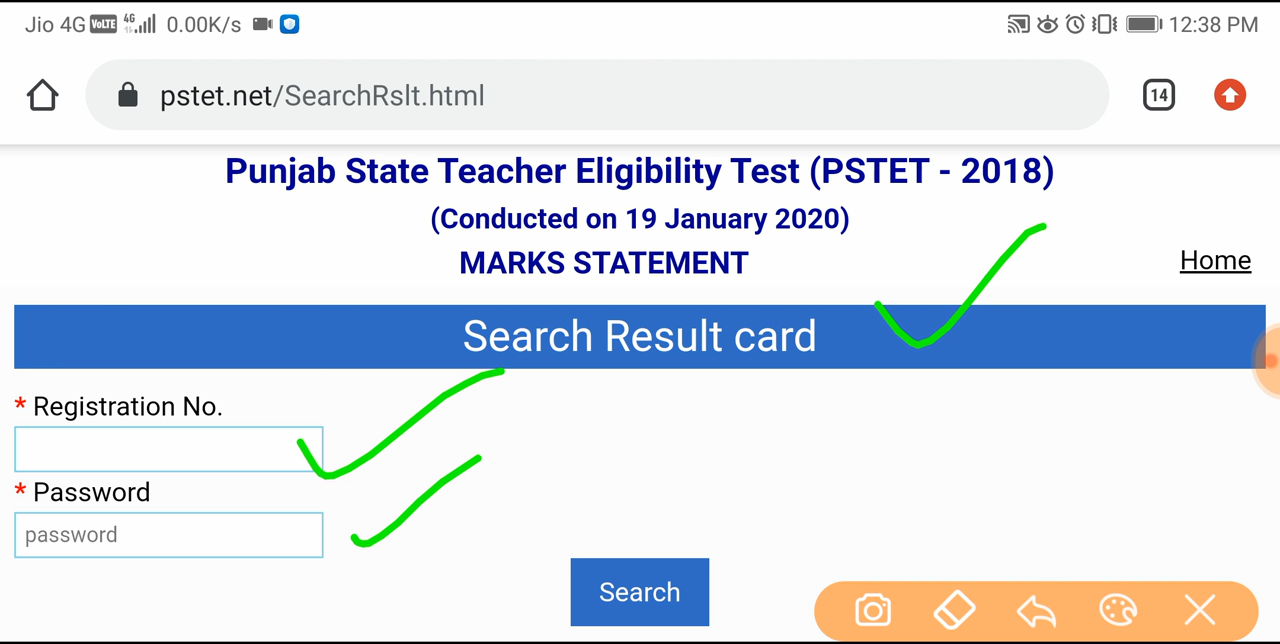 Jio 4G VoLTE 4G 0.00K/s 12:38 PM
pstet.net/SearchRslt.html 14
Punjab State Teacher Eligibility Test (PSTET - 2018)
(Conducted on 19 January 2020)
MARKS STATEMENT
Home
Search Result card
* Registration No.
* Password
password
Search